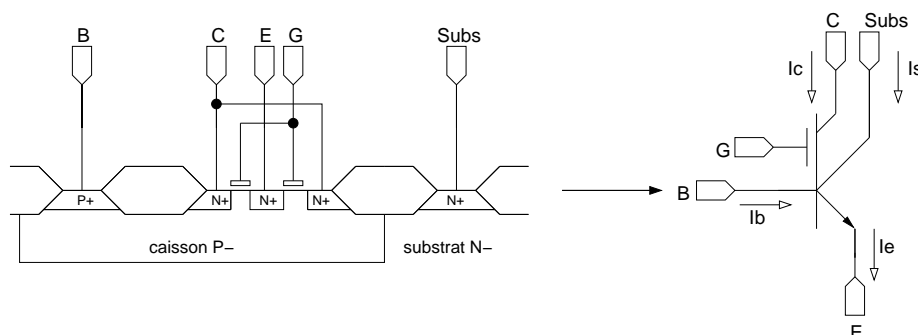 B
C
E
G
Subs
P+
N+
N+
N+
N+
caisson P−
substrat N−
C
Subs
Ic
Is
G
B
Ib
Ie
E